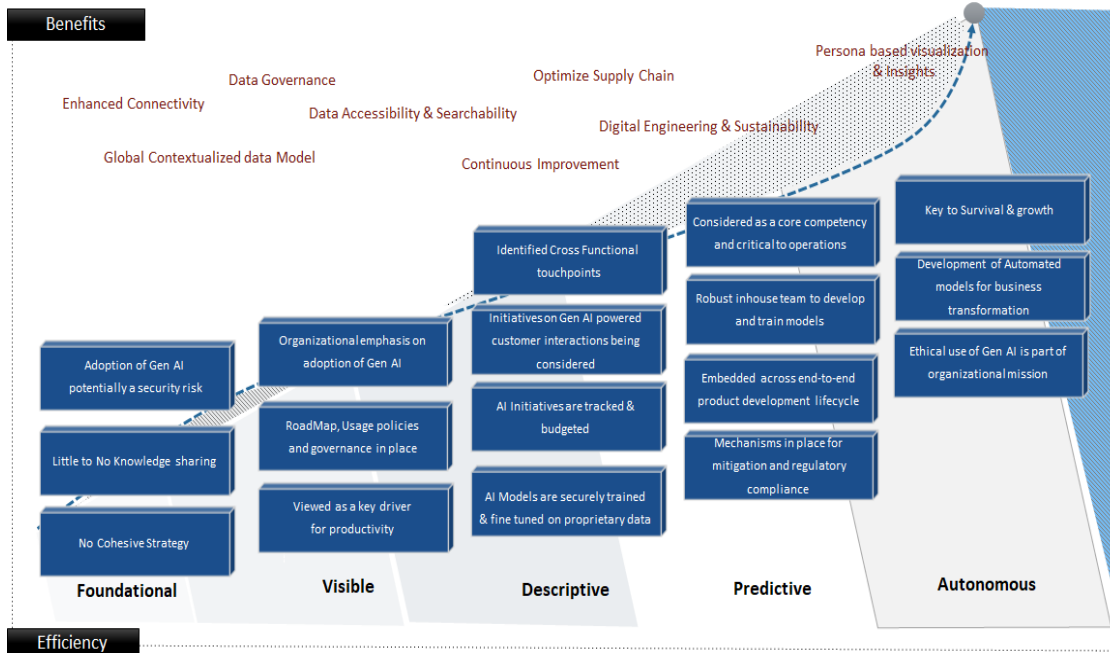 Benefits
Persona based visualization
& Insights
Optimize Supply Chain
Data Governance
Enhanced Connectivity
Data Accessibility & Searchability
Digital Engineering & Sustainability
Global Contextualized data Model
Continuous Improvement
Adoption of Gen AI
potentially a security risk
Little to No Knowledge sharing
No Cohesive Strategy
Foundational
Organizational emphasis on
adoption of Gen AI
RoadMap, Usage policies
and governance in place
Viewed as a key driver
for productivity
Visible
Identified Cross Functional
touchpoints
Initiatives on Gen AI powered
customer interactions being
considered
AI Initiatives are tracked &
budgeted
AI Models are securely trained
& fine tuned on proprietary data
Descriptive
Considered as a core competency
and critical to operations
Robust inhouse team to develop
and train models
Embedded across end-to-end
product development lifecycle
Mechanisms in place for
mitigation and regulatory
compliance
Predictive
Key to Survival & growth
Development of Automated
models for business
transformation
Ethical use of Gen AI is part of
organizational mission
Autonomous
Efficiency